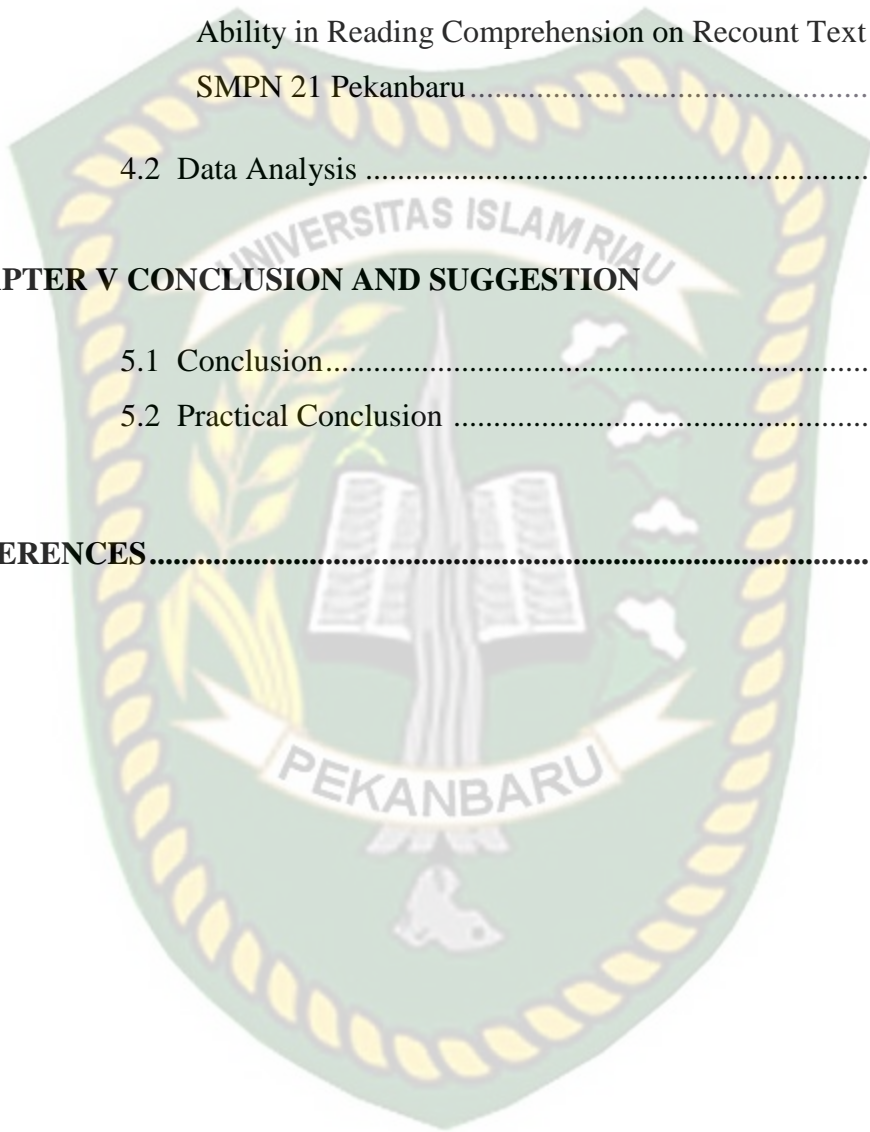 Ability in Reading Comprehension on Recount Text
SMPN 21 Pekanbaru..............................................
4.2 Data Analysis ..........................................................
UNIVERSITAS ISLAM RIAU
PTER V CONCLUSION AND SUGGESTION
5.1 Conclusion..............................................................
5.2 Practical Conclusion ................................................
ERENCES..................................................................................
PEKANBARU